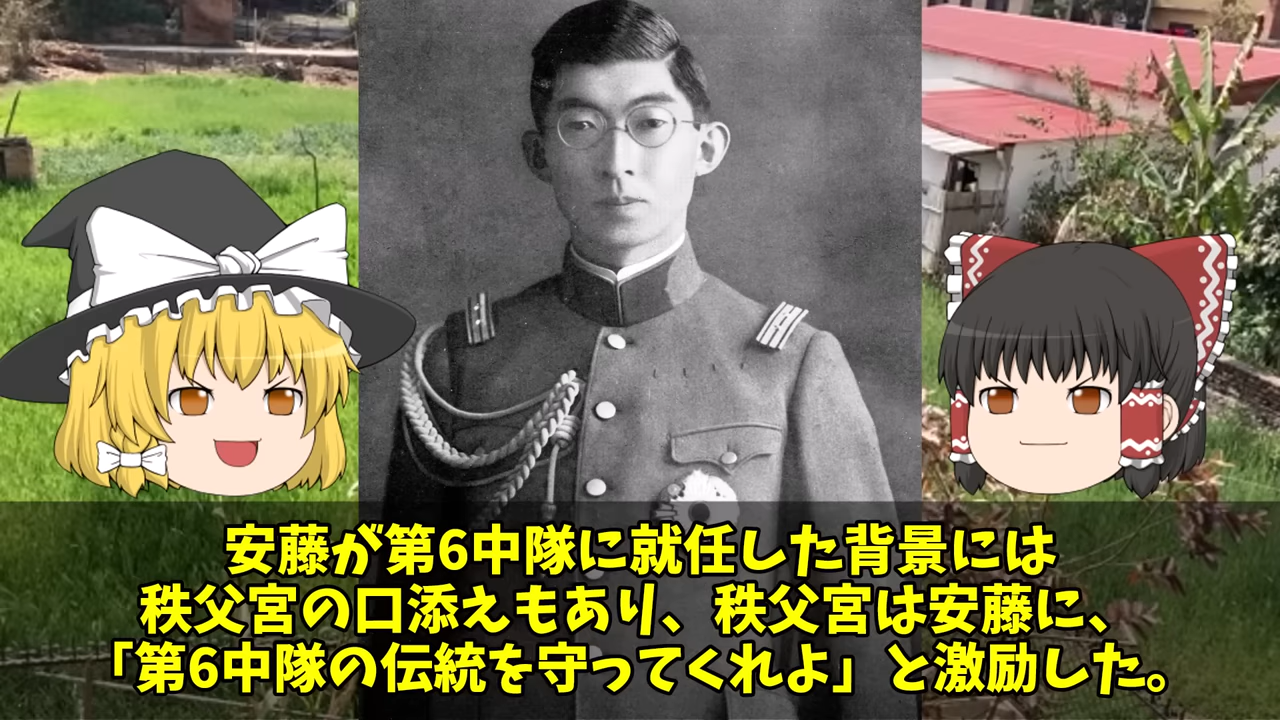 安藤が第6中隊に就任した背景には
秩父宮の口添えもあり、秩父宮は安藤に、
「第6中隊の伝統を守ってくれよ」と激励した。